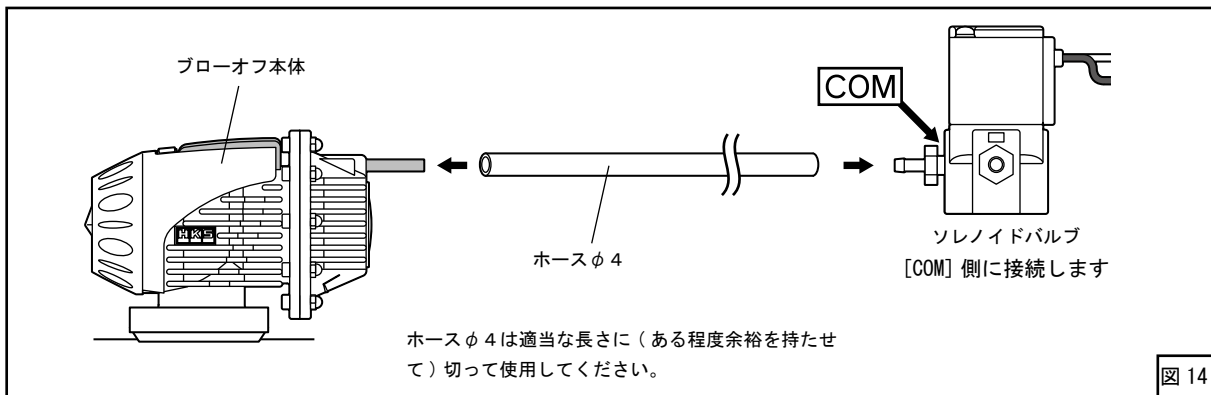 ブローオフ本体
COM
HKS
ホースφ４
ソレノイドバルブ
[COM] 側に接続します
ホースφ４は適当な長さに（ある程度余裕を持たせ
て）切って使用してください。
図 14